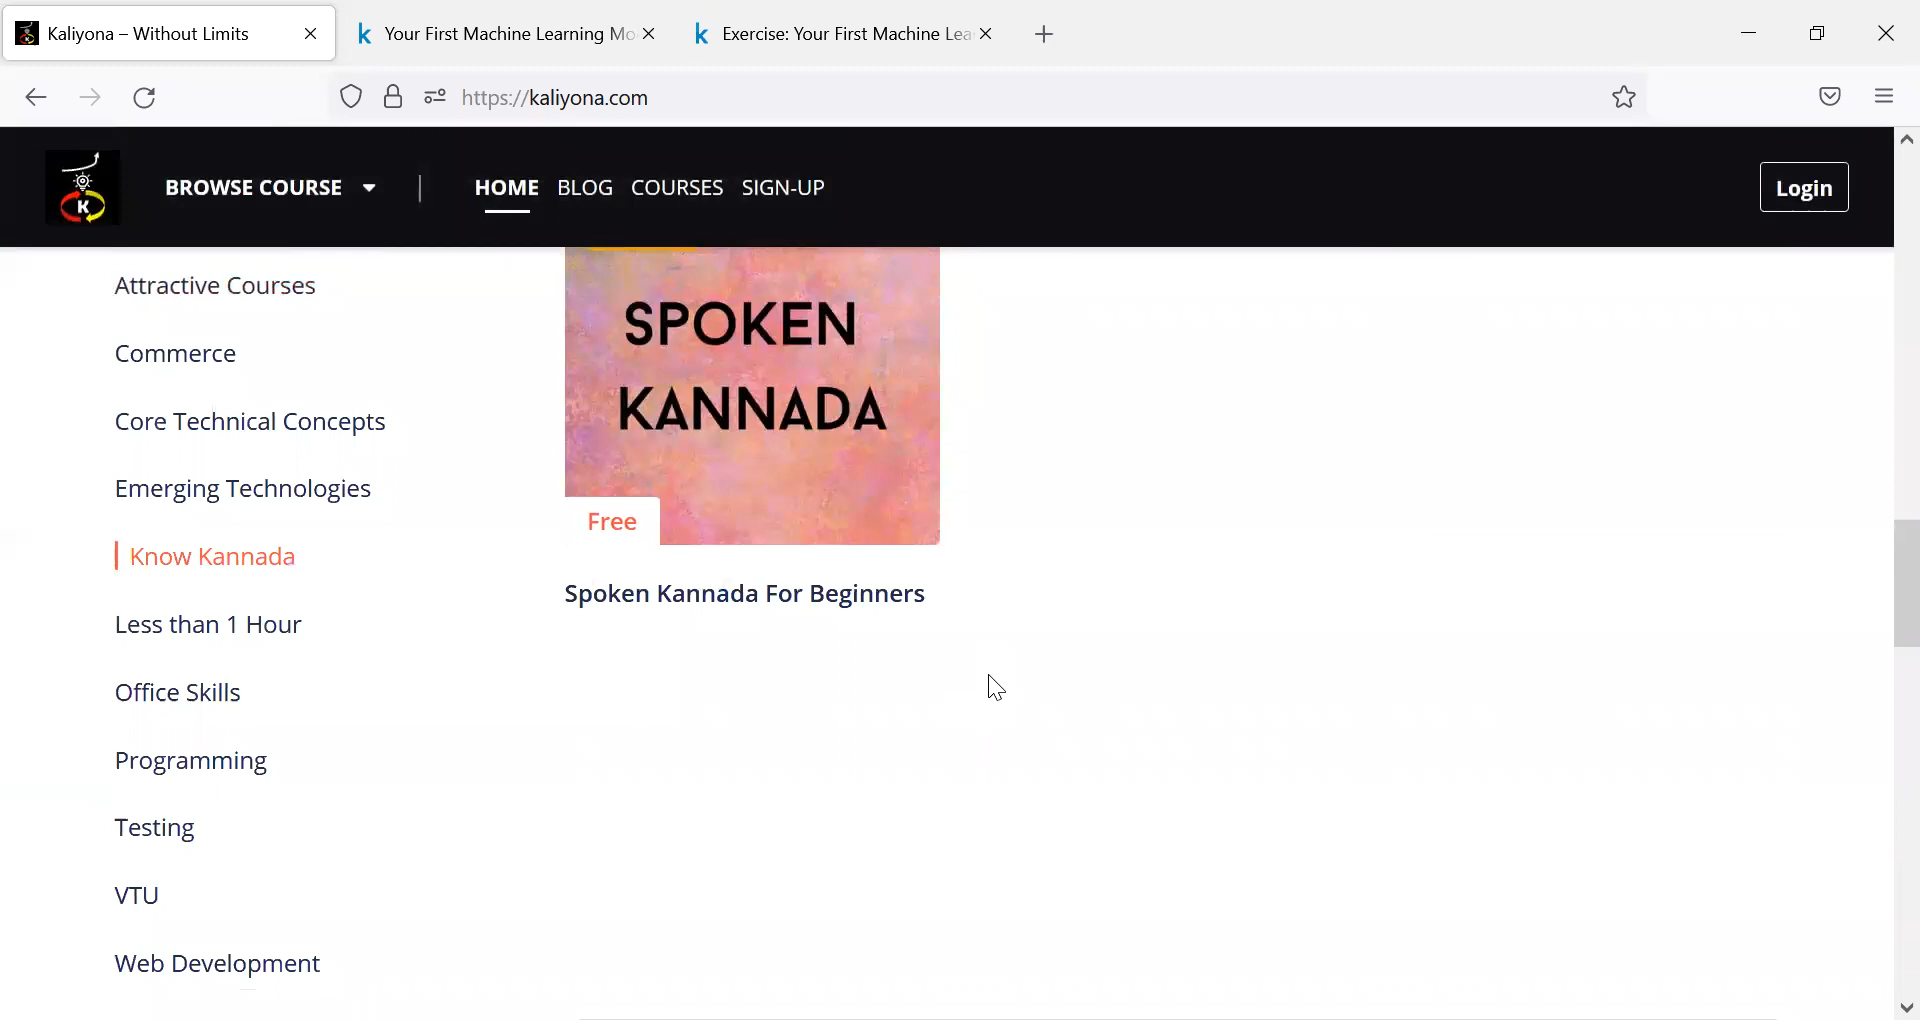 Kaliyona – Without Limits
Your First Machine Learning Mo
Exercise: Your First Machine Lea
https://kaliyona.com
K
BROWSE COURSE
HOME BLOG COURSES SIGN-UP
Login
Attractive Courses
Commerce
Core Technical Concepts
Emerging Technologies
Know Kannada
Less than 1 Hour
Office Skills
Programming
Testing
VTU
Web Development
SPOKEN
KANNADA
Free
Spoken Kannada For Beginners